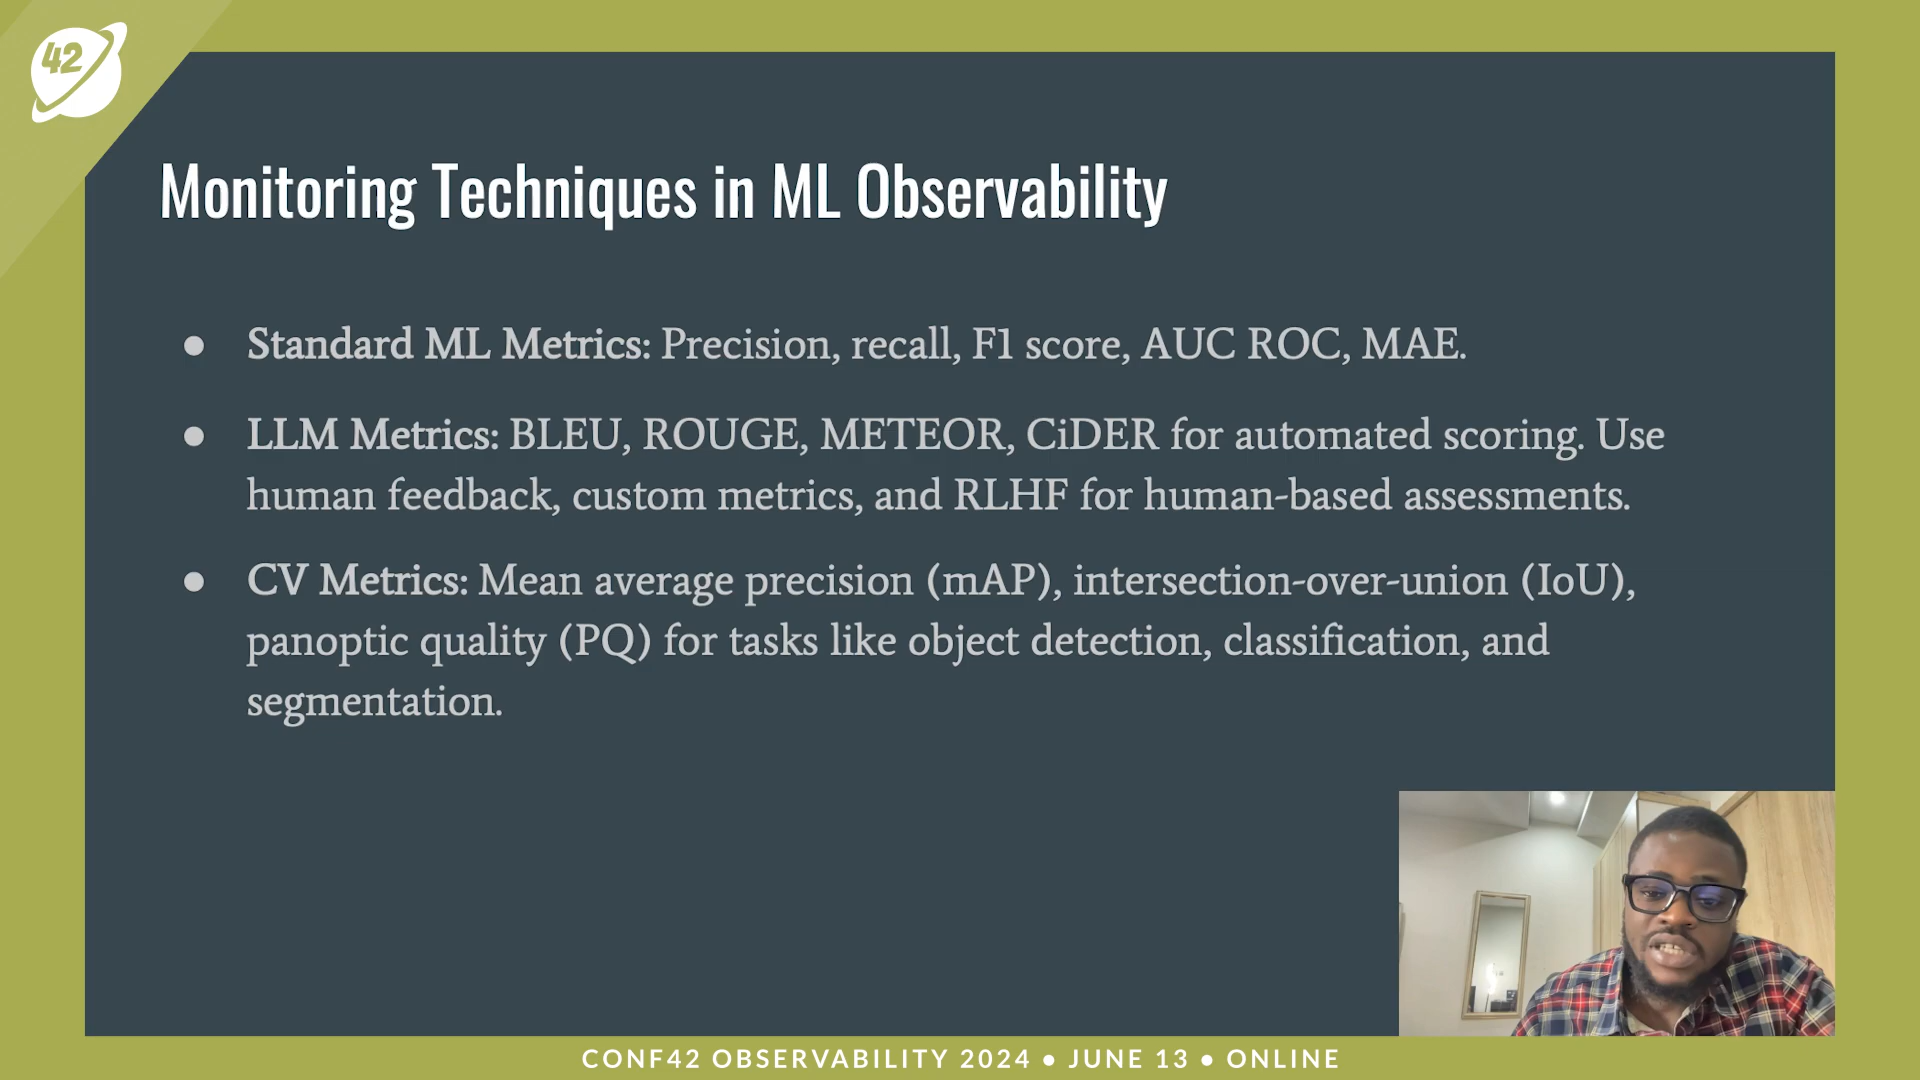 42
Monitoring Techniques in ML Observability
● Standard ML Metrics: Precision, recall, F1 score, AUC ROC, MAE.
● LLM Metrics: BLEU, ROUGE, METEOR, CiDER for automated scoring. Use
human feedback, custom metrics, and RLHF for human-based assessments.
● CV Metrics: Mean average precision (mAP), intersection-over-union (IoU),
panoptic quality (PQ) for tasks like object detection, classification, and
segmentation.
CONF42 OBSERVABILITY 2024 ● JUNE 13 ● ONLINE